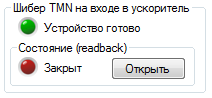 Шибер TMN на входе в ускоритель
Устройство готово
Состояние (readback)
Закрыт
Открыть